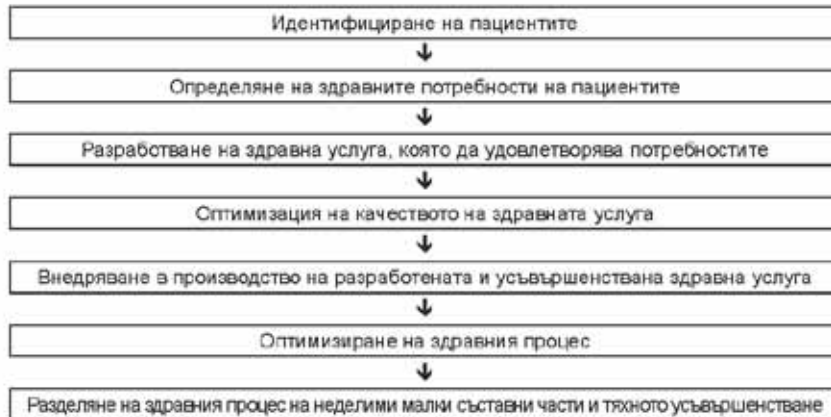 Идентифициране на пациентите
Определяне на здравните потребности на пациентите
Разработване на здравна услуга, която да удовлетворява потребностите
Оптимизация на качеството на здравната услуга
Внедряване в производство на разработената и усъвършенствана здравна услуга
Оптимизиране на здравния процес
Разделяне на здравния процес на неделими малки съставни части и тяхното усъвършенстване